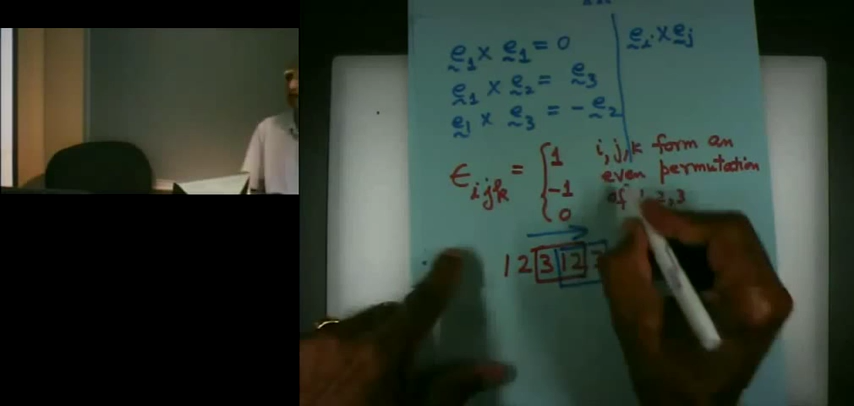 e₁ × e₁ = 0
e₁ × e₂ = e₃
e₁ × e₃ = - e₂
eᵢ × eⱼ
ϵᵢⱼₖ = { 1 i, j, k form an
even permutation
-1 of 1, 2, 3
0
1 2 3 1 2 3